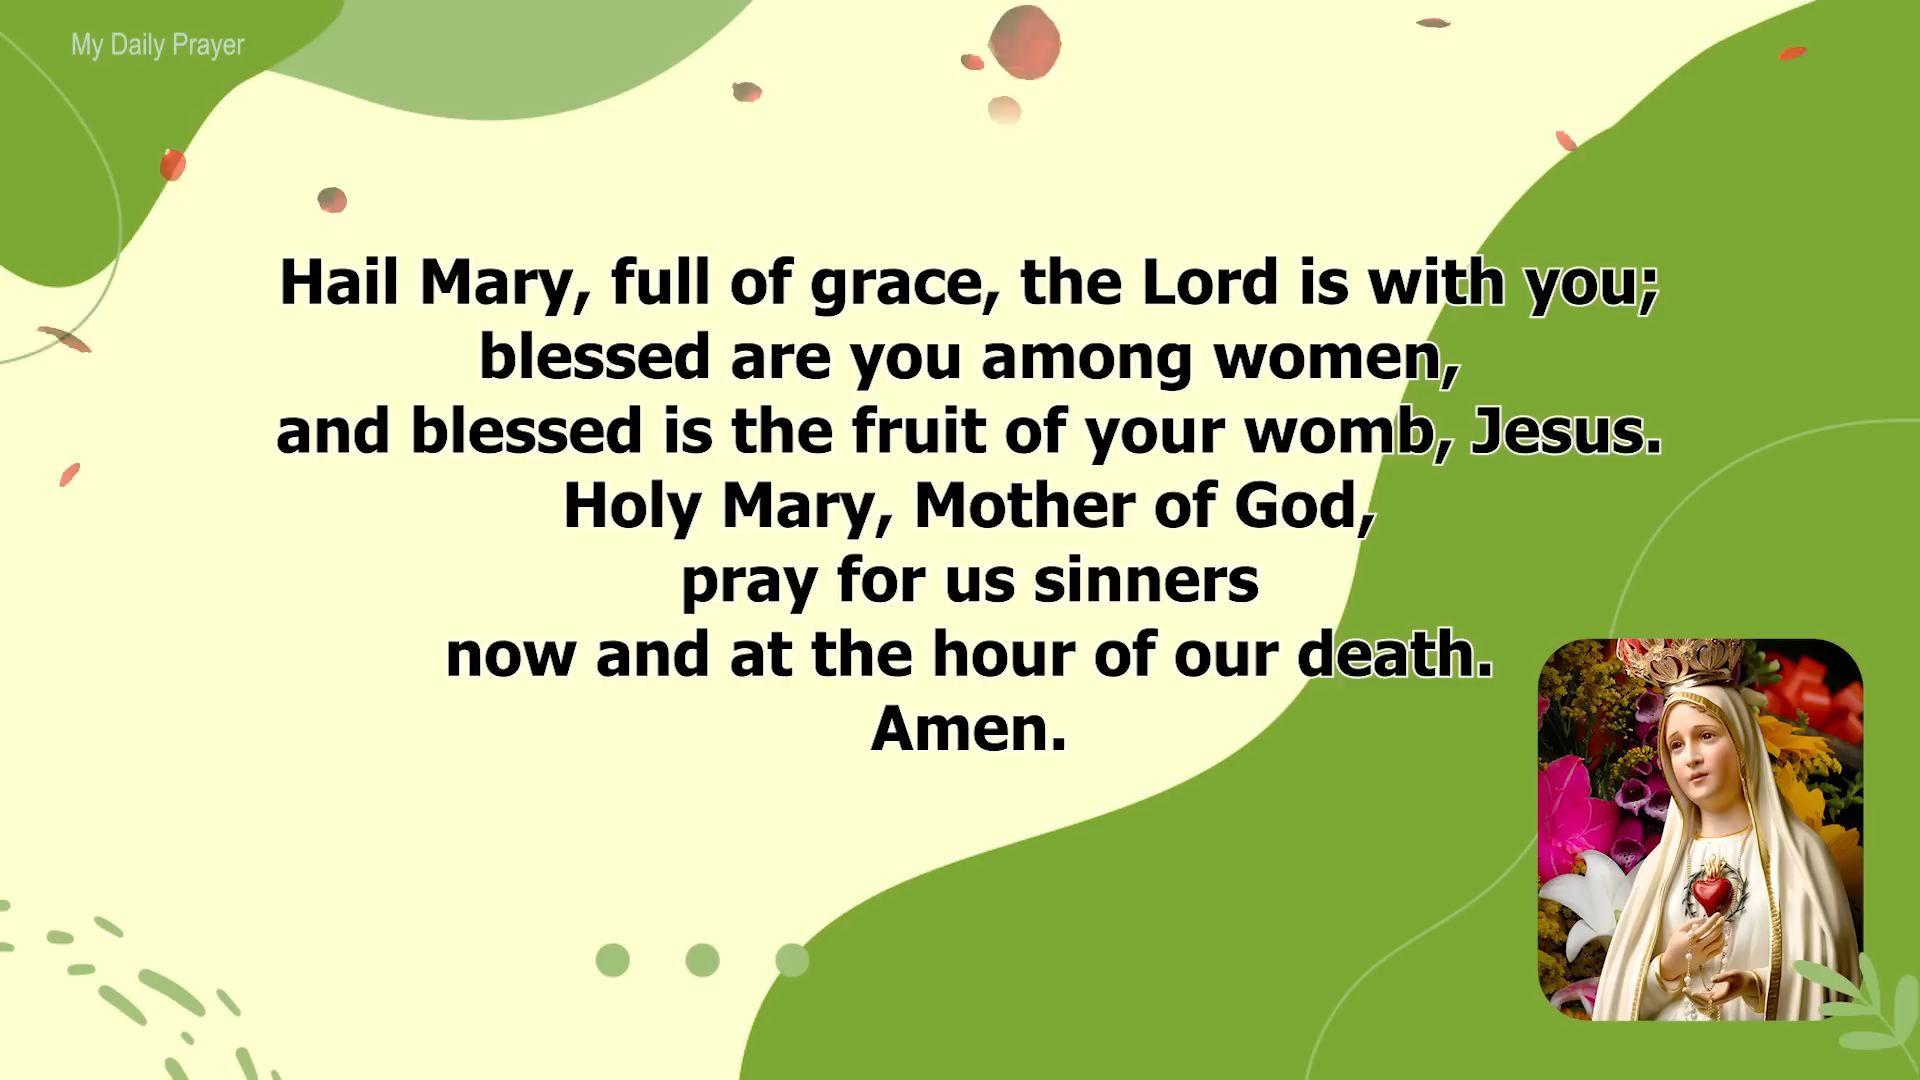 My Daily Prayer
Hail Mary, full of grace, the Lord is with you;
blessed are you among women,
and blessed is the fruit of your womb, Jesus.
Holy Mary, Mother of God,
pray for us sinners
now and at the hour of our death.
Amen.